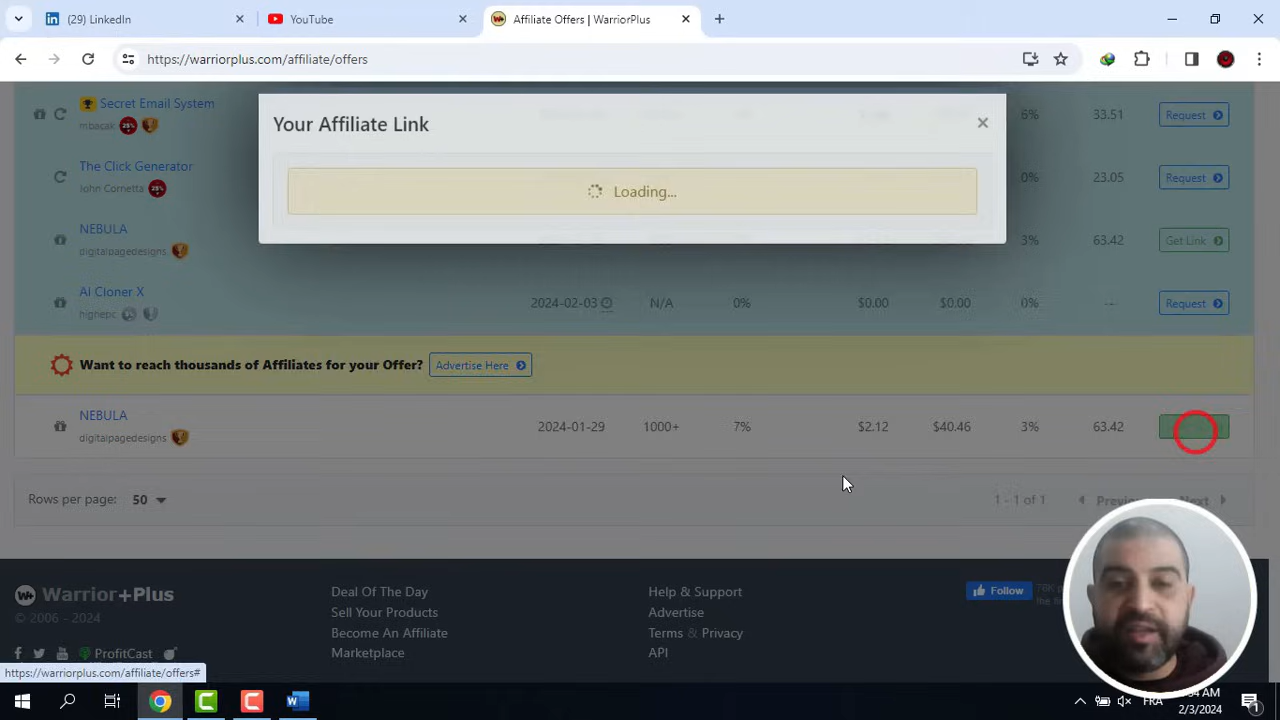 (29) LinkedIn
YouTube
Affiliate Offers | WarriorPlus
https://warriorplus.com/affiliate/offers
Your Affiliate Link
Loading...
Secret Email System
mbacak 25%
6% 33.51 Request
The Click Generator
John Cornetta 25%
0% 23.05 Request
NEBULA
digitalpagedesigns
3% 63.42 Get Link
AI Cloner X
highepc
2024-02-03 N/A 0% $0.00 $0.00 0% --- Request
Want to reach thousands of Affiliates for your Offer? Advertise Here
NEBULA
digitalpagedesigns
2024-01-29 1000+ 7% $2.12 $40.46 3% 63.42
Rows per page: 50
1 - 1 of 1 Next
Warrior+Plus
© 2006 - 2024
Deal Of The Day
Sell Your Products
Become An Affiliate
Marketplace
Help & Support
Advertise
Terms & Privacy
API
Follow
ProfitCast
https://warriorplus.com/affiliate/offers#
FRA
AM
2/3/2024
1